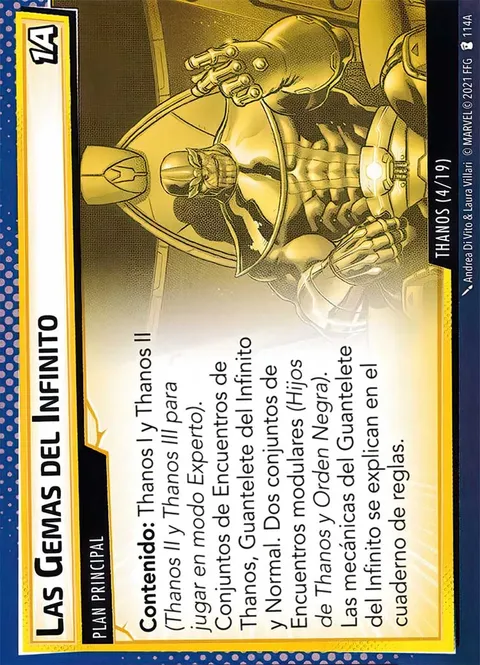 LAS GEMAS DEL INFINITO
1A
PLAN PRINCIPAL
Contenido: Thanos I y Thanos II
(Thanos II y Thanos III para
jugar en modo Experto).
Conjuntos de Encuentros de
Thanos, Guantelete del Infinito
y Normal. Dos conjuntos de
Encuentros modulares (Hijos
de Thanos y Orden Negra).
Las mecánicas del Guantelete
del Infinito se explican en el
cuaderno de reglas.
THANOS (4/19)
Andrea Di Vito & Laura Villari © MARVEL © 2021 FFG 114A